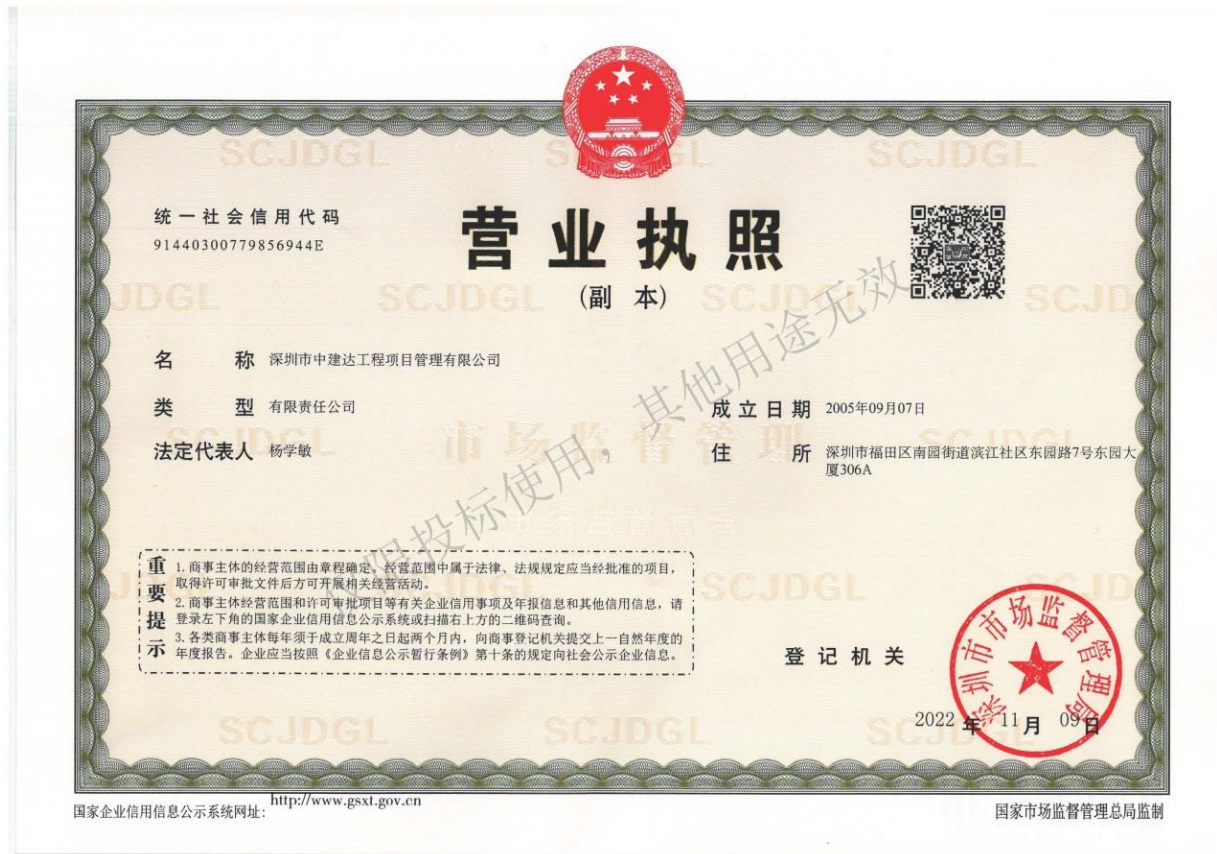 统一社会信用代码
91440300779856944E
营业执照
(副 本)
名 称 深圳市中建达工程项目管理有限公司
类 型 有限责任公司
法定代表人 杨学敏
成立日期 2005年09月07日
住 所 深圳市福田区南园街道滨江社区东园路7号东园大
厦306A
仅限投标使用，其他用途无效
重要提示
1. 商事主体的经营范围由章程确定。经营范围中属于法律、法规规定应当经批准的项目，
取得许可审批文件后方可开展相关经营活动。
2. 商事主体经营范围和许可审批项目等有关企业信用事项及年报信息和其他信用信息，请
登录左下角的国家企业信用信息公示系统或扫描右上方的二维码查询。
3. 各类商事主体每年须于成立周年之日起两个月内，向商事登记机关提交上一自然年度的
年度报告。企业应当按照《企业信息公示暂行条例》第十条的规定向社会公示企业信息。
登记机关
深圳市市场监督管理局
2022 年 11 月 09 日
国家企业信用信息公示系统网址：http://www.gsxt.gov.cn
国家市场监督管理总局监制
SCJDGL
SCJDGL
SCJDGL
SCJDGL
市场监督管理
SCJDGL
SCJDGL
SCJDGL